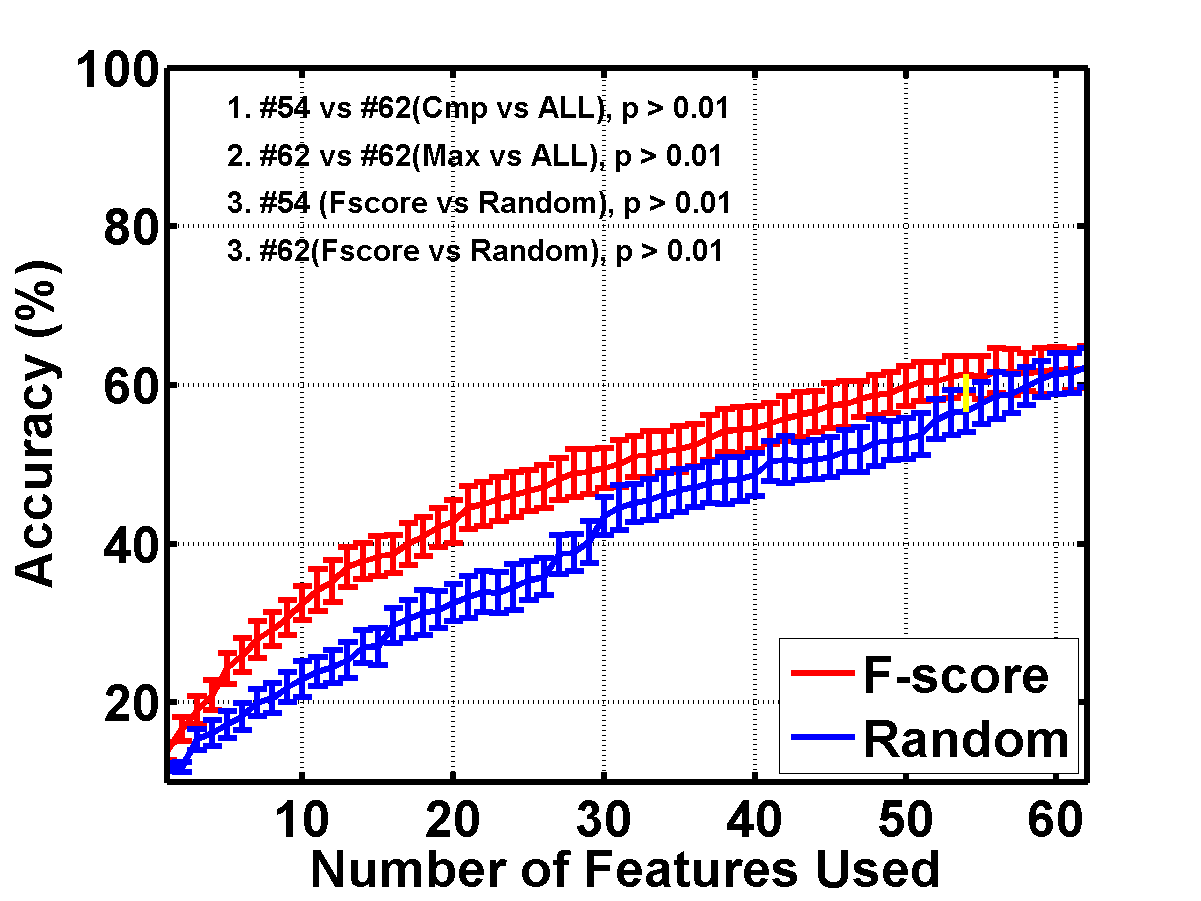 100
80
60
40
20
Accuracy (%)
1. #54 vs #62(Cmp vs ALL), p > 0.01
2. #62 vs #62(Max vs ALL), p > 0.01
3. #54 (Fscore vs Random), p > 0.01
3. #62(Fscore vs Random), p > 0.01
F-score
Random
10 20 30 40 50 60
Number of Features Used